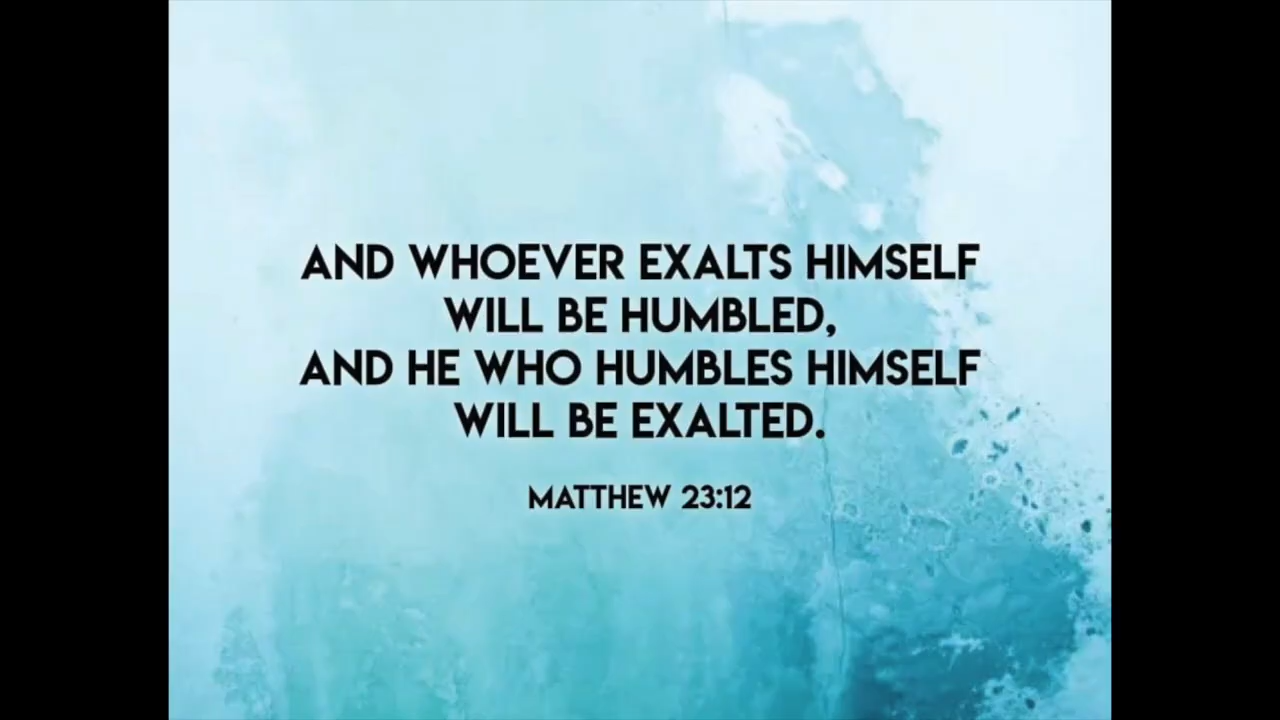 AND WHOEVER EXALTS HIMSELF
WILL BE HUMBLED,
AND HE WHO HUMBLES HIMSELF
WILL BE EXALTED.
MATTHEW 23:12